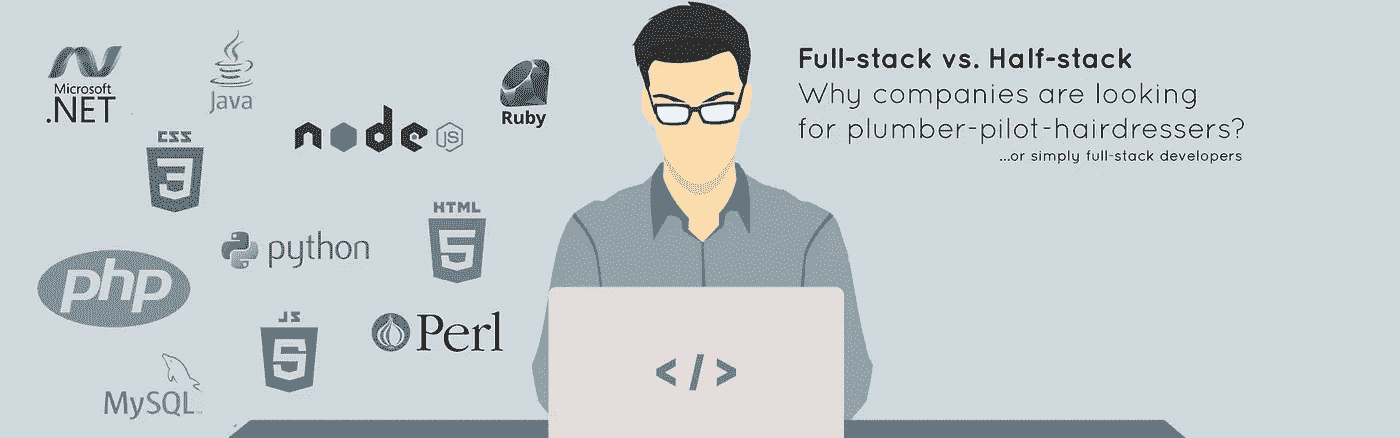 Microsoft
.NET
Java
CSS
3
node
JS
Ruby
python
HTML
5
php
JS
5
Perl
MySQL
</>
Full-stack vs. Half-stack
Why companies are looking
for plumber-pilot-hairdressers?
...or simply full-stack developers